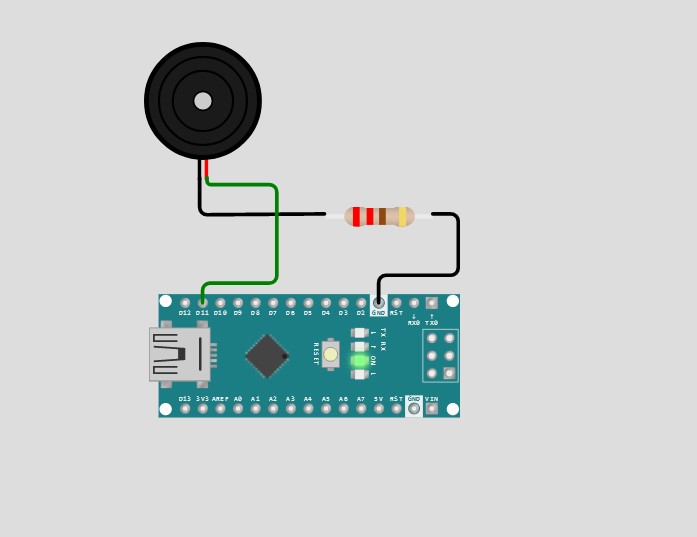 D12 D11 D10 D9 D8 D7 D6 D5 D4 D3 D2 GND RST
↓ ↑
RX0 TX0
RESET
L TX RX
ON L
D13 3V3 AREF A0 A1 A2 A3 A4 A5 A6 A7 5V RST GND VIN